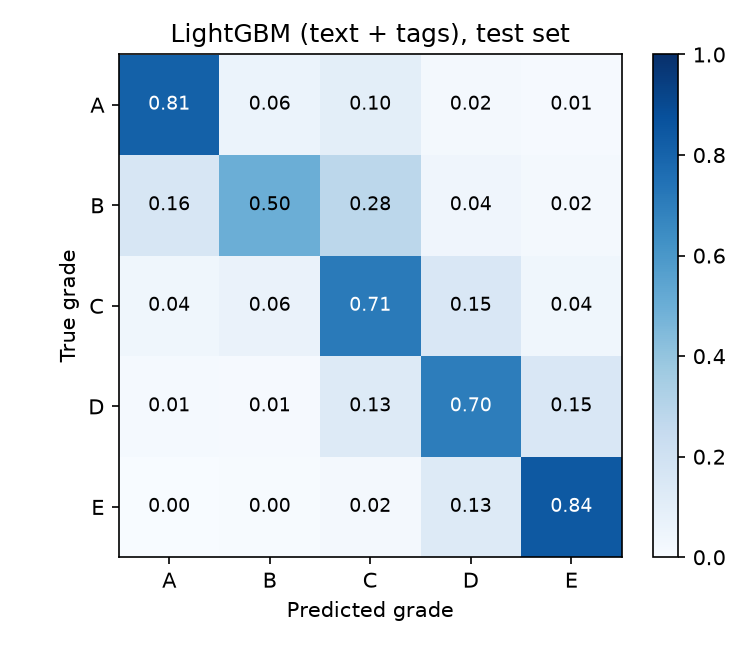 LightGBM (text + tags), test set
A 0.81 0.06 0.10 0.02 0.01
B 0.16 0.50 0.28 0.04 0.02
C 0.04 0.06 0.71 0.15 0.04
D 0.01 0.01 0.13 0.70 0.15
E 0.00 0.00 0.02 0.13 0.84
A B C D E
Predicted grade
True grade
1.0
0.8
0.6
0.4
0.2
0.0